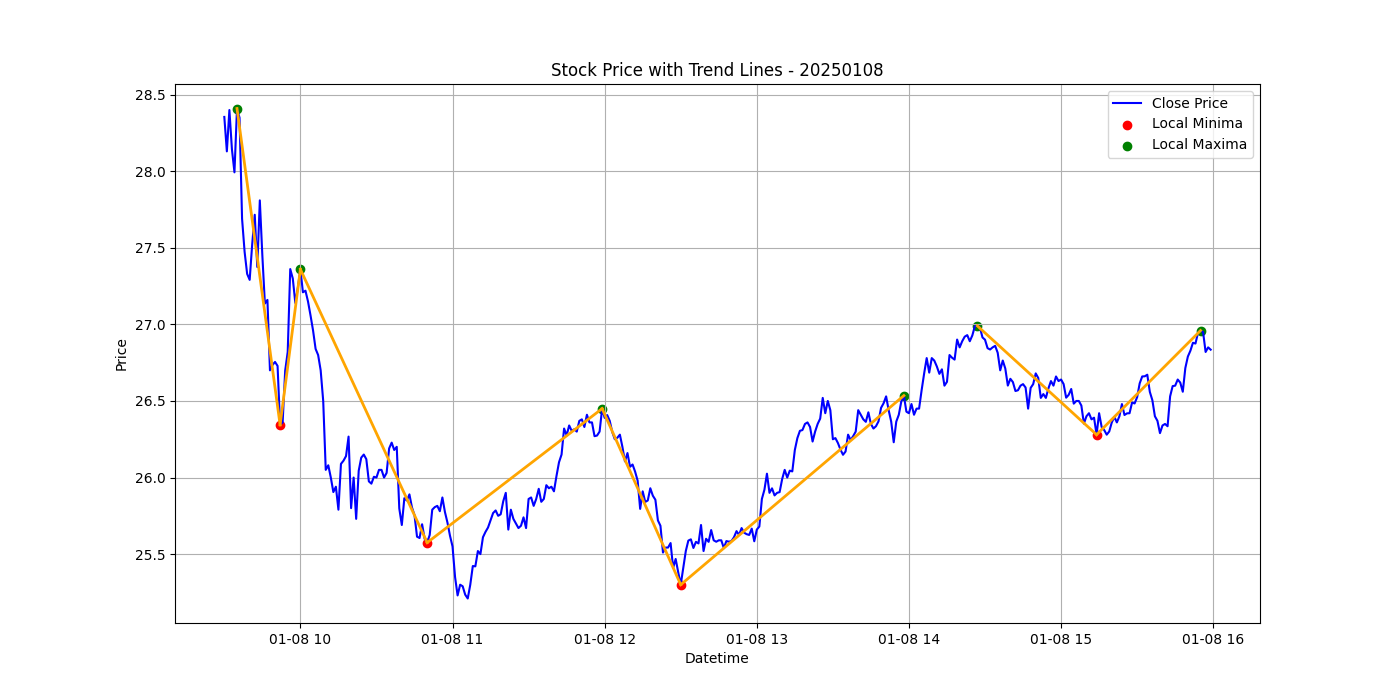 Stock Price with Trend Lines - 20250108
Close Price
Local Minima
Local Maxima
28.5
28.0
27.5
27.0
26.5
26.0
25.5
Price
01-08 10
01-08 11
01-08 12
01-08 13
01-08 14
01-08 15
01-08 16
Datetime